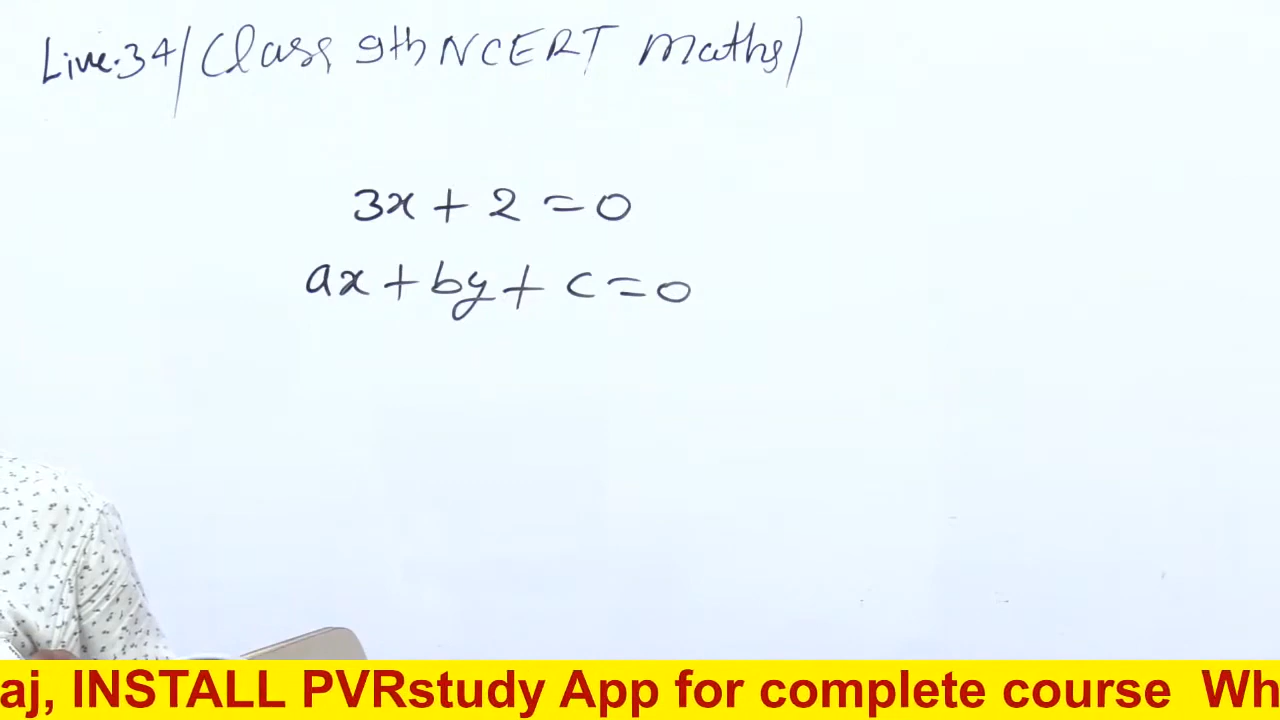 Live.34/(Class 9th NCERT Maths)
3x + 2 = 0
ax + by + c = 0
aj, INSTALL PVRstudy App for complete course Wh